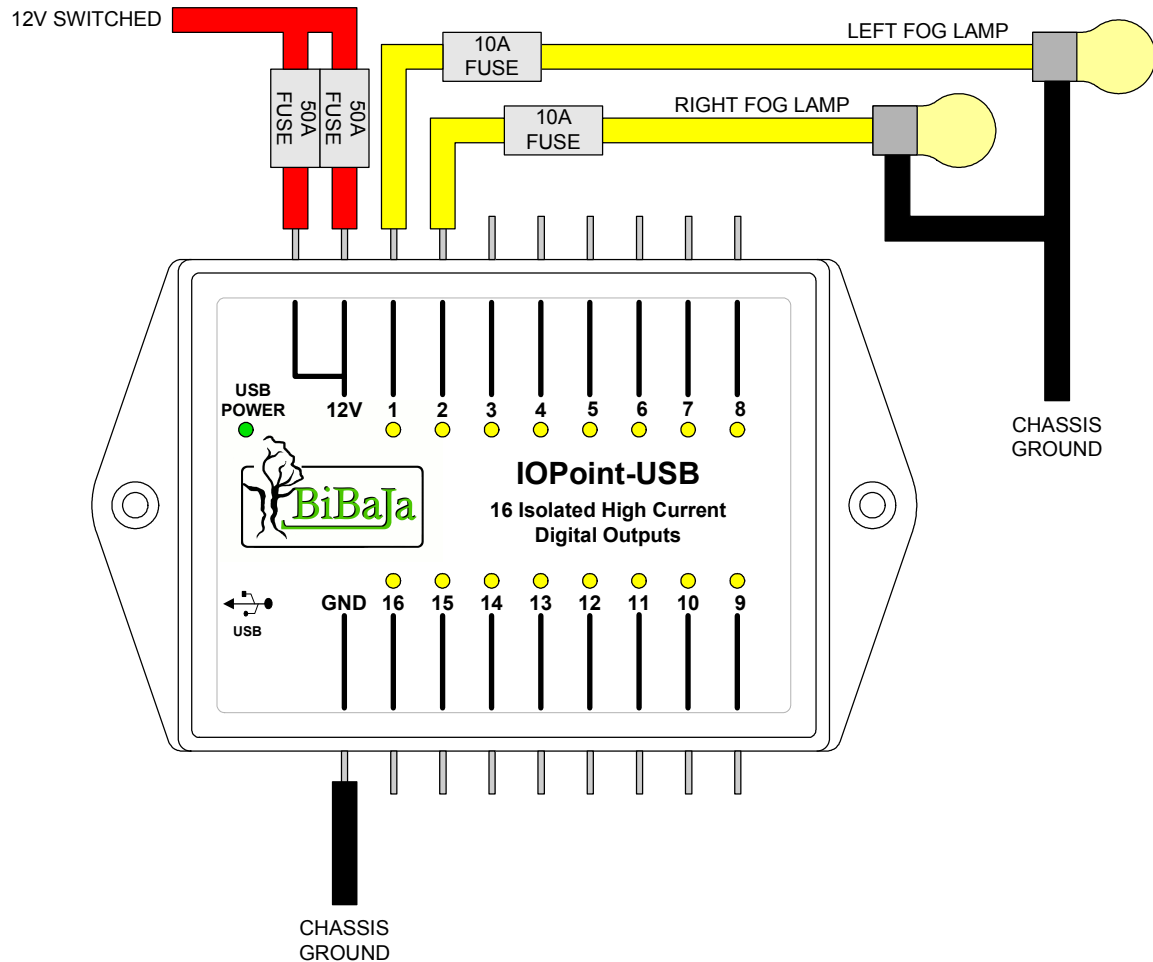 12V SWITCHED
50A
FUSE
50A
FUSE
10A
FUSE
LEFT FOG LAMP
10A
FUSE
RIGHT FOG LAMP
CHASSIS
GROUND
USB
POWER
12V 1 2 3 4 5 6 7 8
BiBaJa
IOPoint-USB
16 Isolated High Current
Digital Outputs
USB
GND 16 15 14 13 12 11 10 9
CHASSIS
GROUND